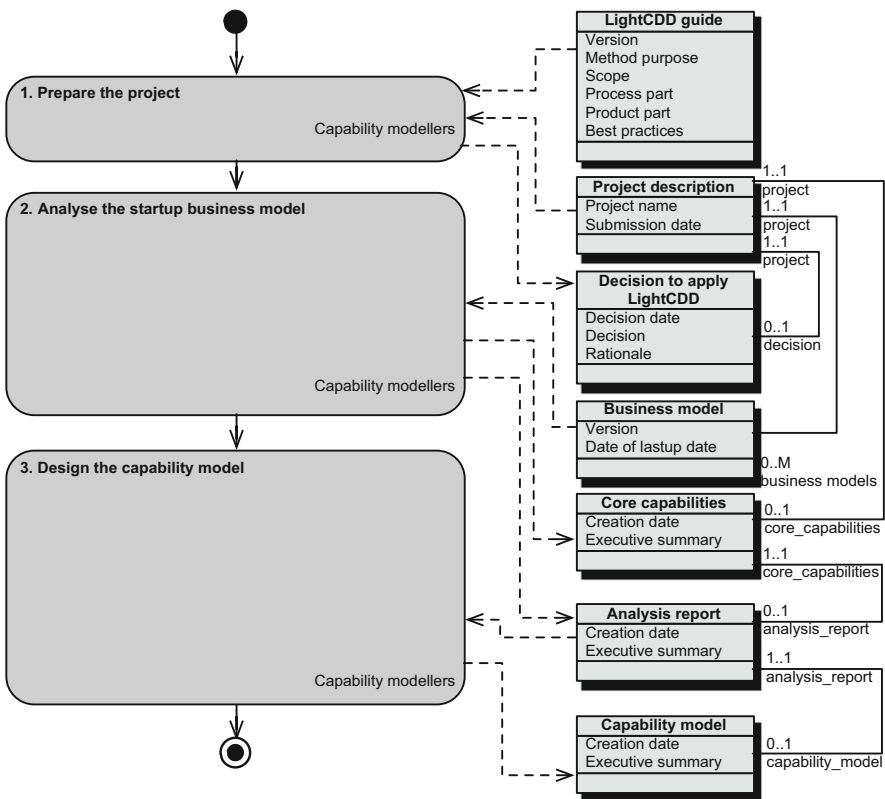 LightCDD guide
Version
Method purpose
Scope
Process part
Product part
Best practices
1. Prepare the project
Capability modellers
1..1
project
Project description
Project name
Submission date
1..1
project
1..1
project
2. Analyse the startup business model
Capability modellers
Decision to apply
LightCDD
Decision date
Decision
Rationale
0..1
decision
Business model
Version
Date of lastup date
0..M
business models
3. Design the capability model
Capability modellers
Core capabilities
Creation date
Executive summary
0..1
core_capabilities
1..1
core_capabilities
Analysis report
Creation date
Executive summary
0..1
analysis_report
1..1
analysis_report
Capability model
Creation date
Executive summary
0..1
capability_model